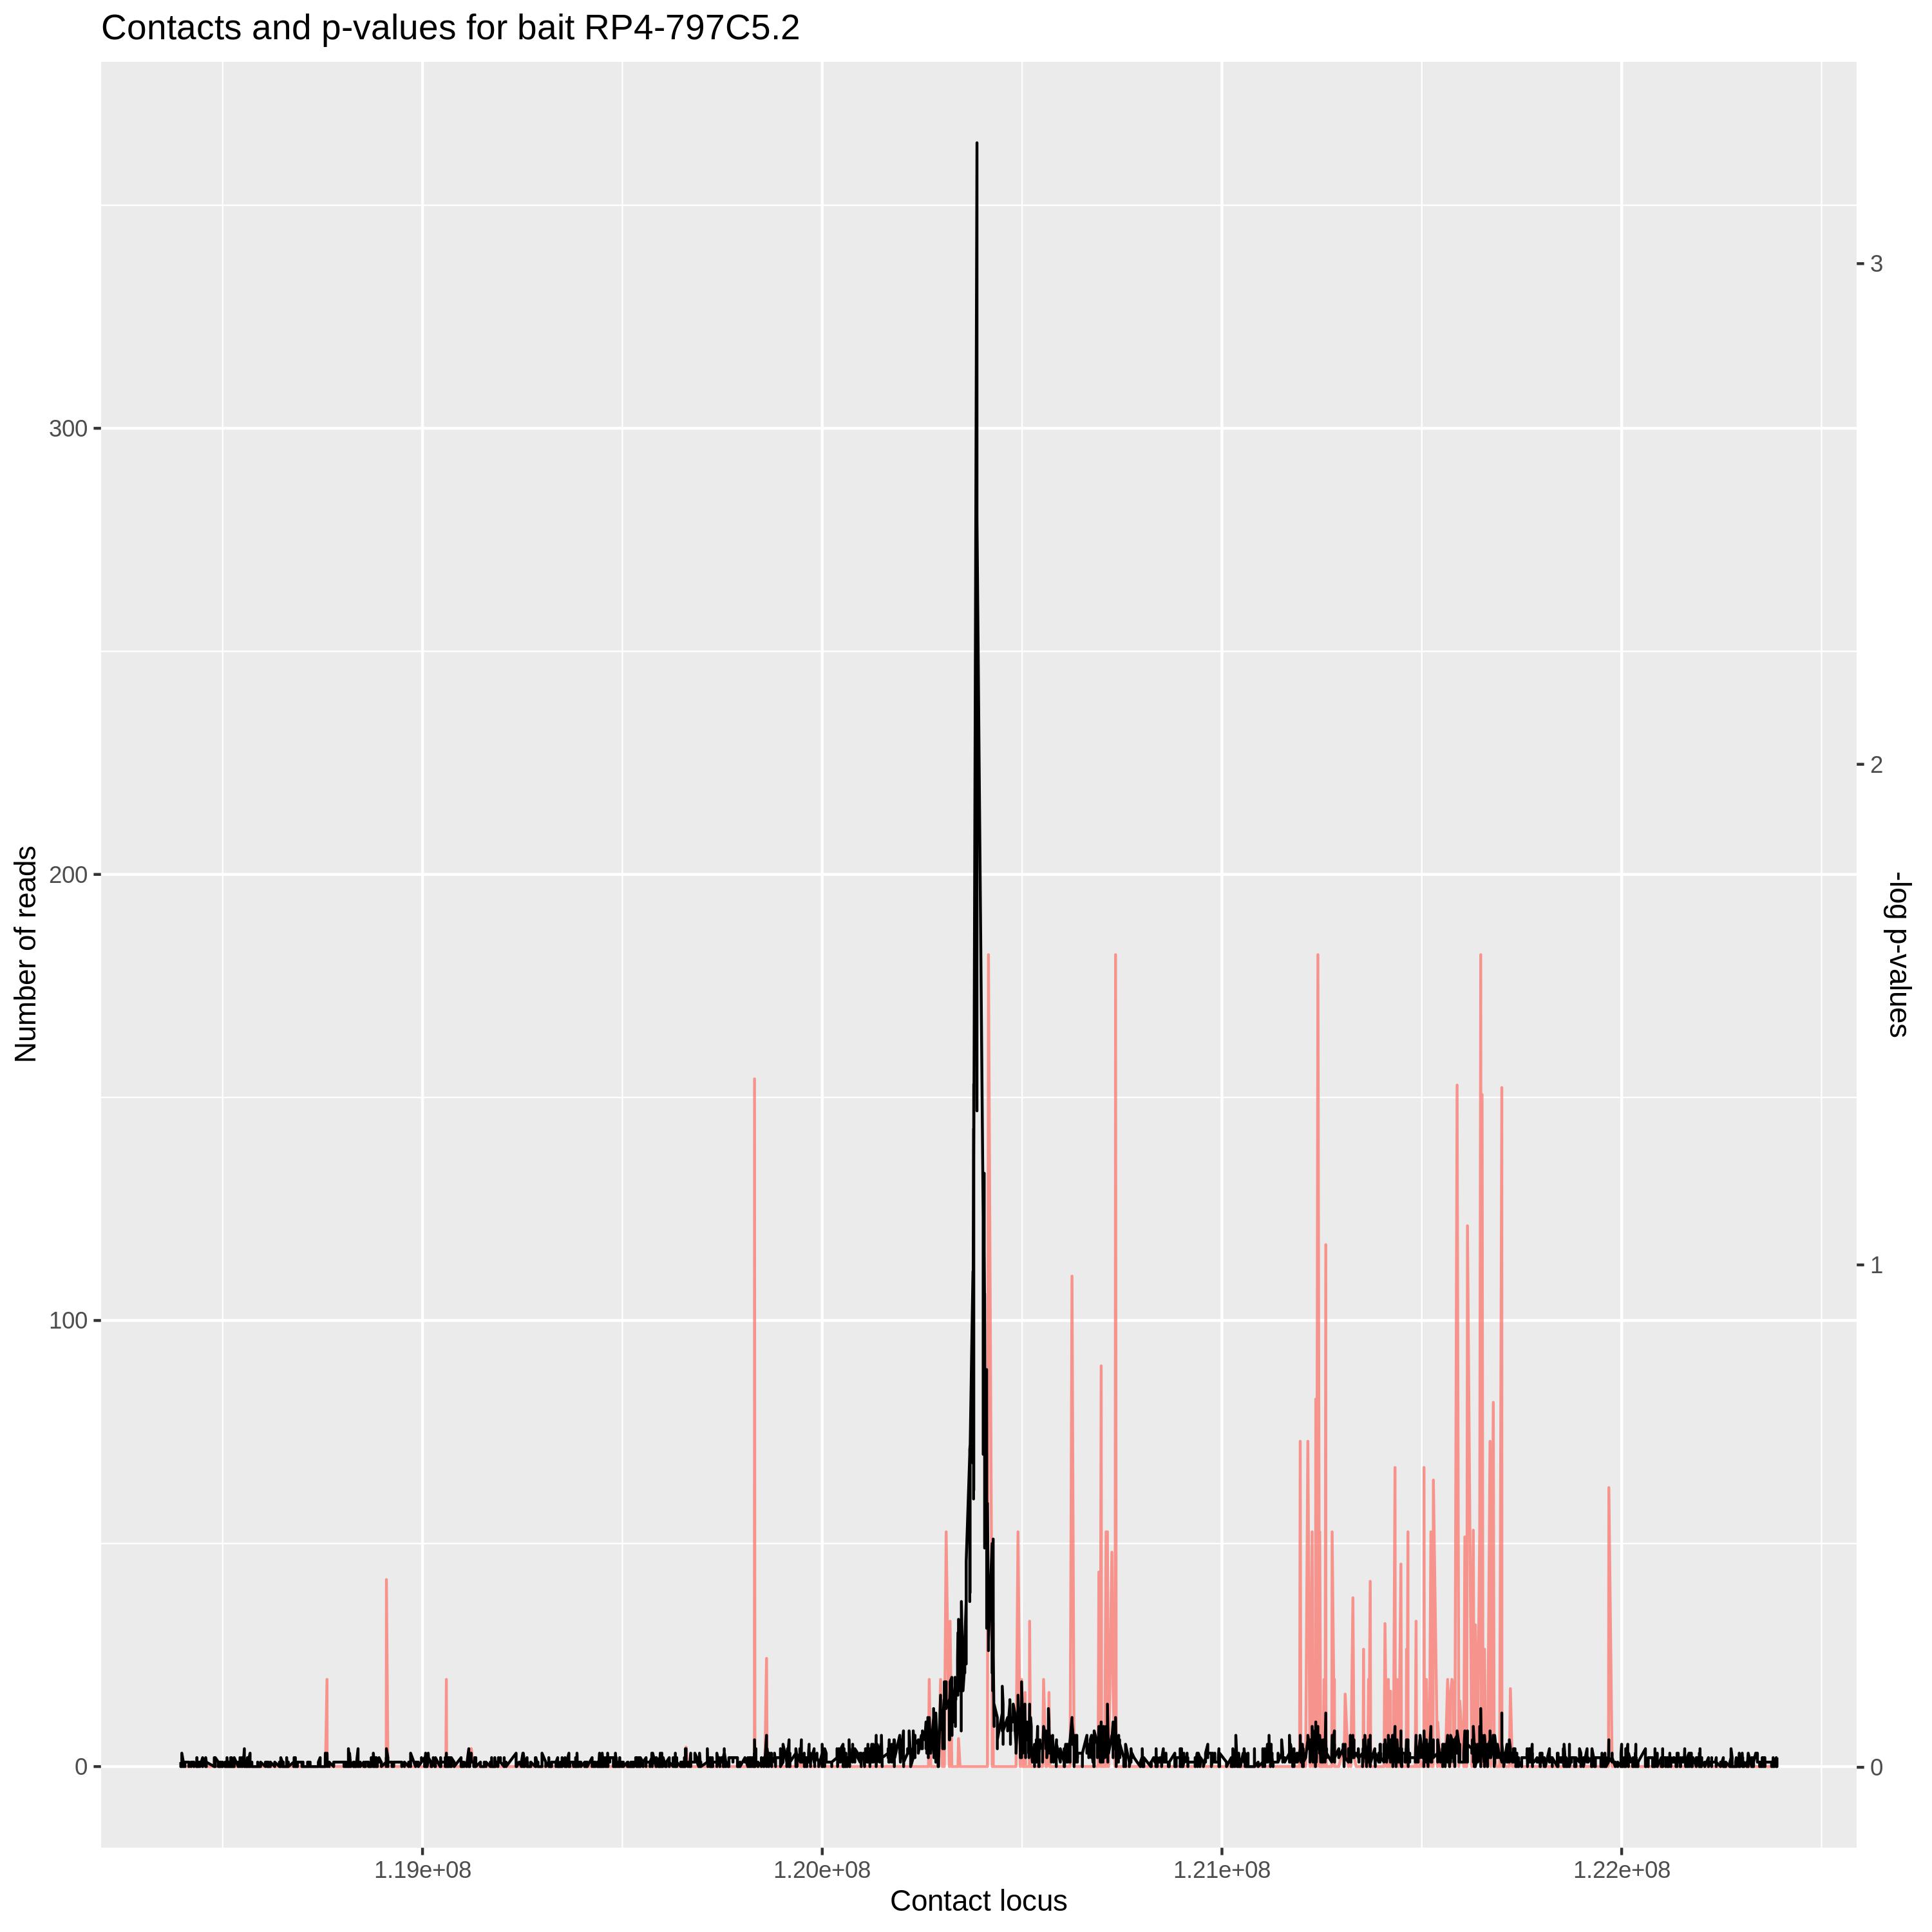 Contacts and p-values for bait RP4-797C5.2
300
200
100
0
Number of reads
3
2
1
0
-log p-values
1.19e+08
1.20e+08
1.21e+08
1.22e+08
Contact locus